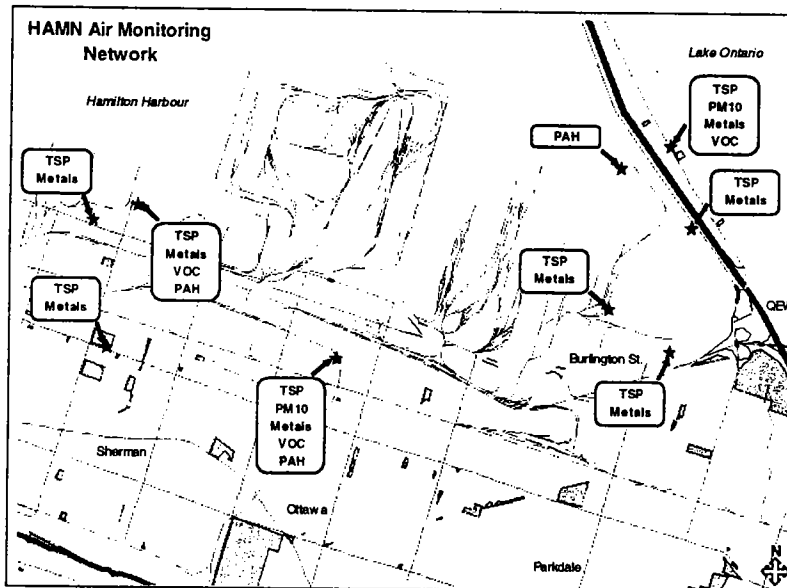 HAMN Air Monitoring
Network
Hamilton Harbour
Lake Ontario
TSP
PM10
Metals
VOC
PAH
TSP
Metals
TSP
Metals
TSP
Metals
VOC
PAH
TSP
Metals
TSP
Metals
QEW
Burlington St.
TSP
PM10
Metals
VOC
PAH
TSP
Metals
Sherman
Ottawa
Parkdale
N